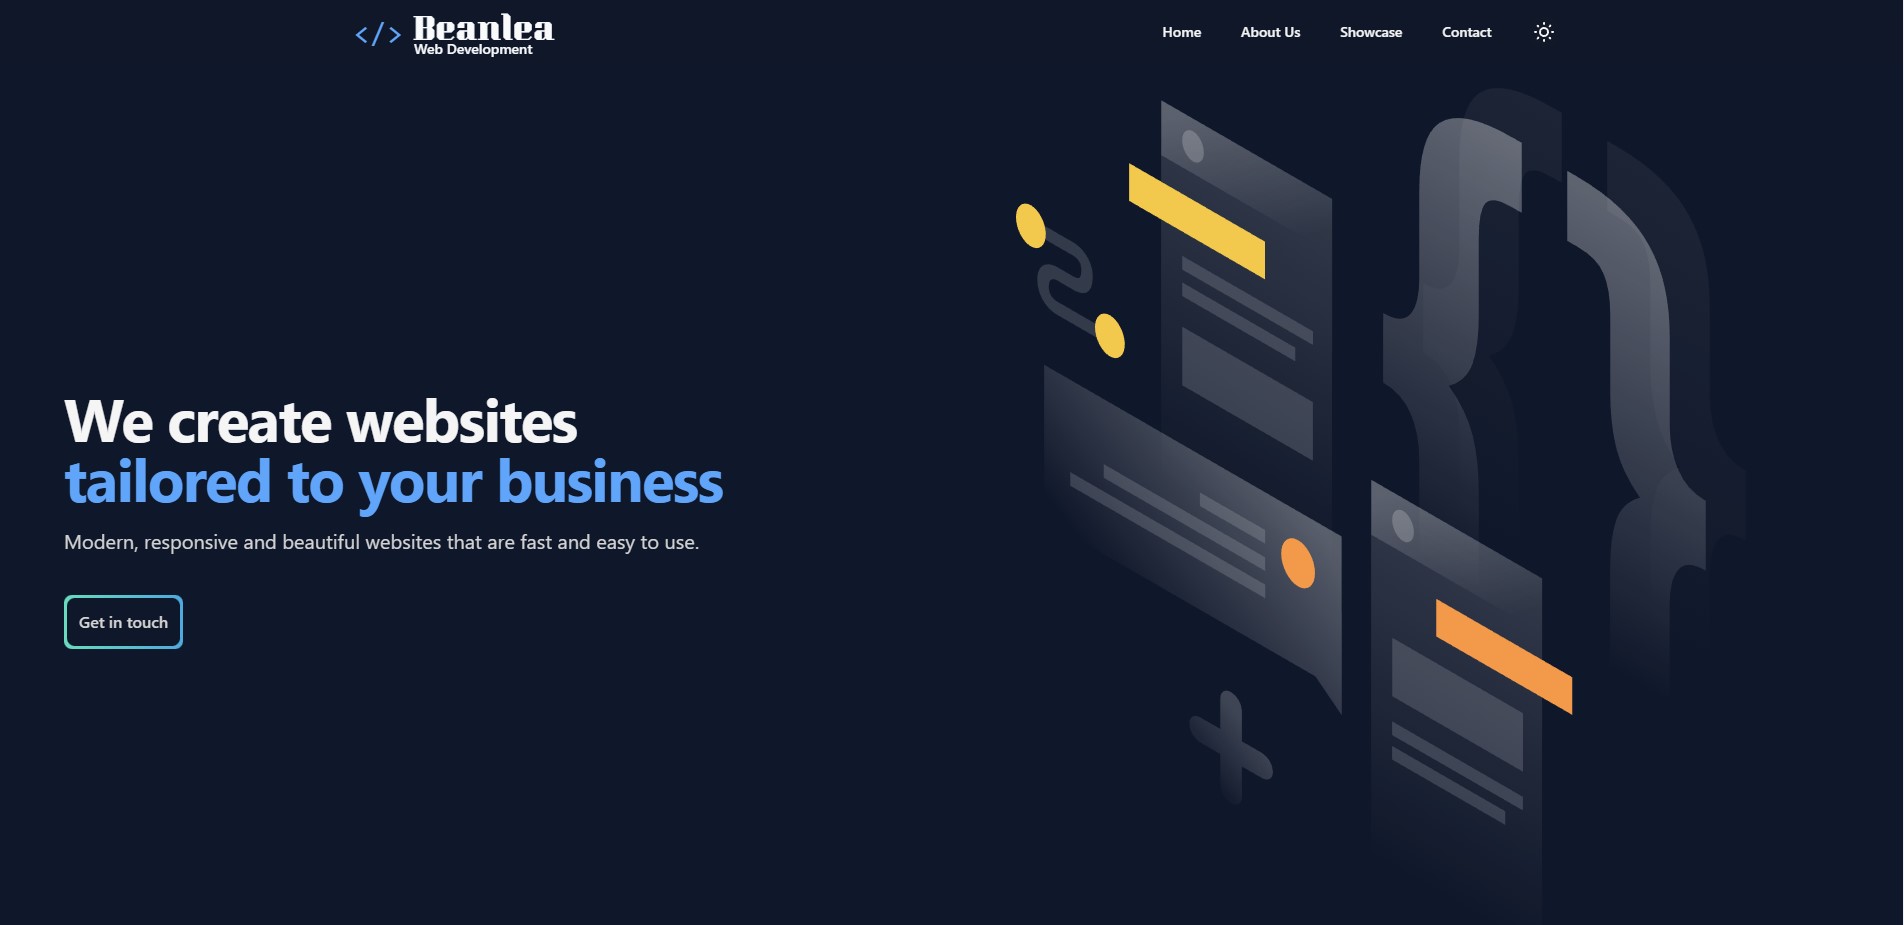 </> Beanlea
Web Development
Home
About Us
Showcase
Contact
We create websites
tailored to your business
Modern, responsive and beautiful websites that are fast and easy to use.
Get in touch